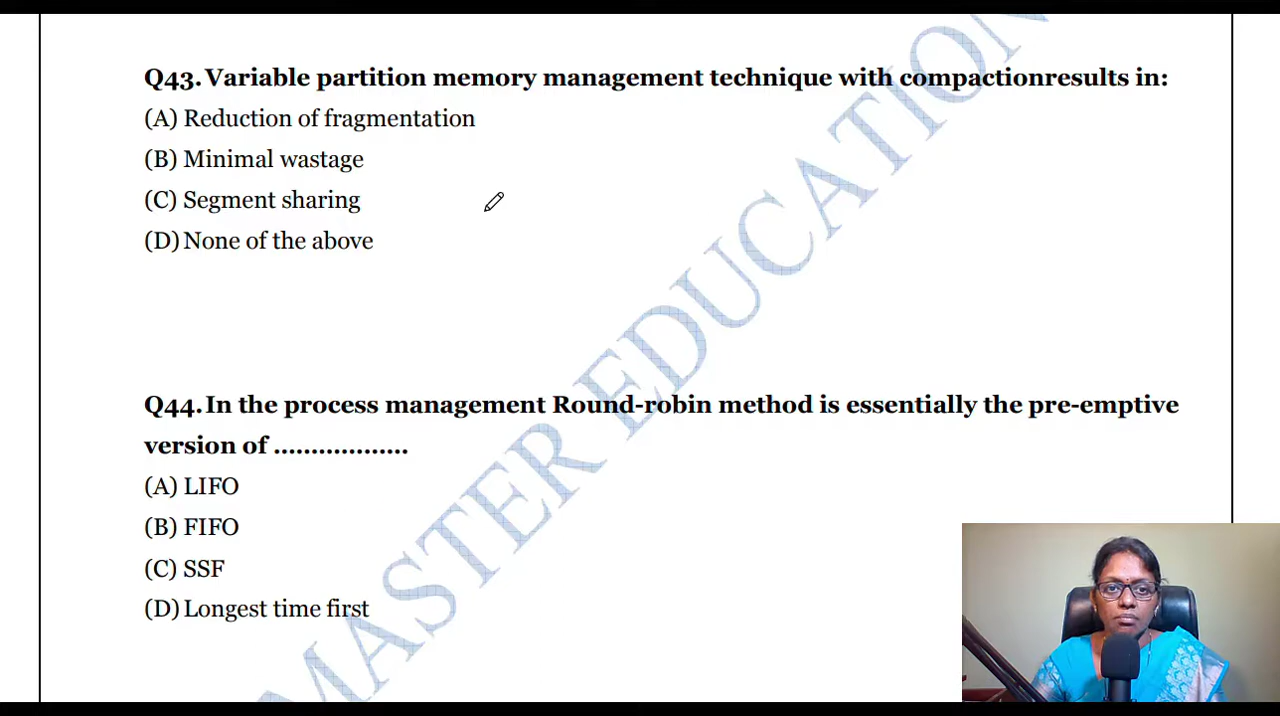 Q43. Variable partition memory management technique with compactionresults in:
(A) Reduction of fragmentation
(B) Minimal wastage
(C) Segment sharing
(D) None of the above
Q44. In the process management Round-robin method is essentially the pre-emptive
version of ..................
(A) LIFO
(B) FIFO
(C) SSF
(D) Longest time first
MASTER EDUCATION